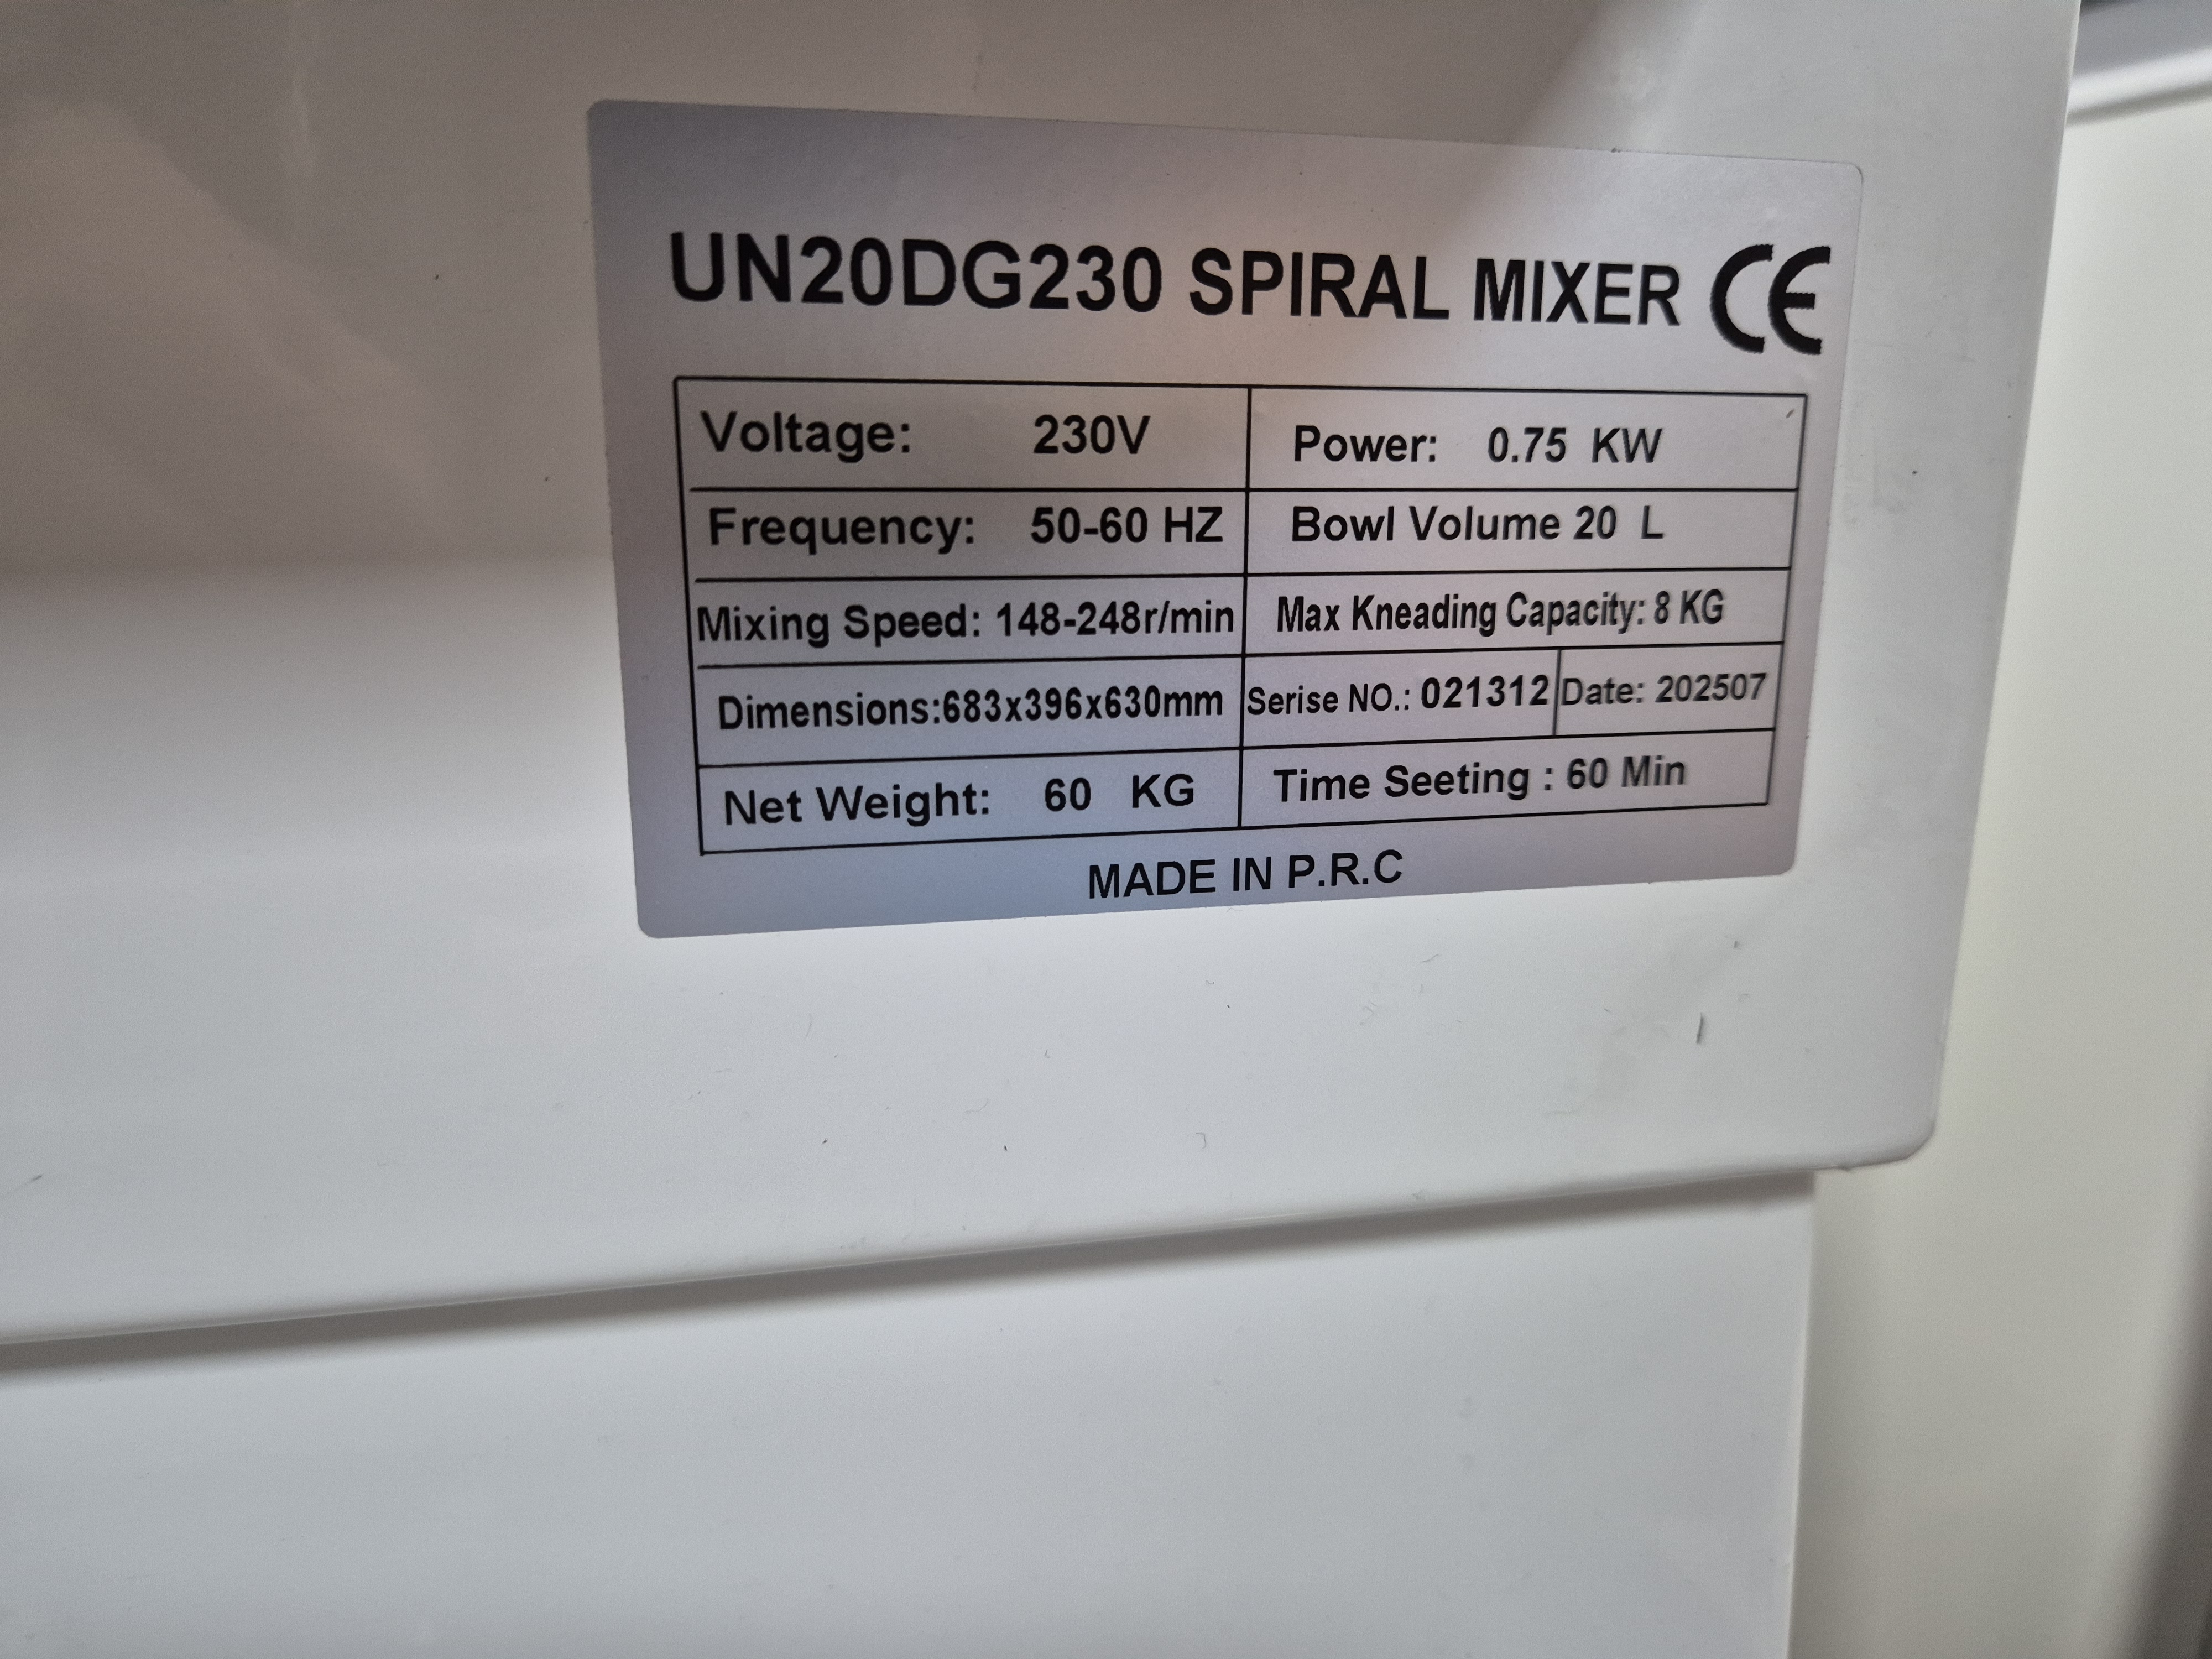 UN20DG230 SPIRAL MIXER CE
Voltage: 230V Power: 0.75 KW
Frequency: 50-60 HZ Bowl Volume 20 L
Mixing Speed: 148-248r/min Max Kneading Capacity: 8 KG
Dimensions:683x396x630mm Serise NO.: 021312 Date: 202507
Net Weight: 60 KG Time Seeting : 60 Min
MADE IN P.R.C